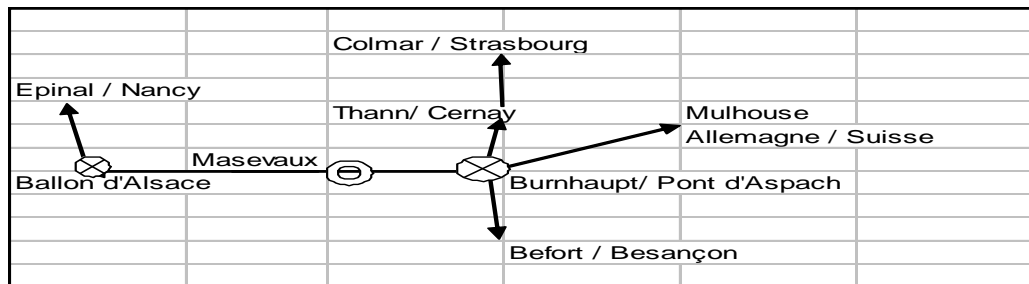 Colmar / Strasbourg
Epinal / Nancy
Thann/ Cernay
Mulhouse
Allemagne / Suisse
Masevaux
Ballon d'Alsace
Burnhaupt/ Pont d'Aspach
Befort / Besançon